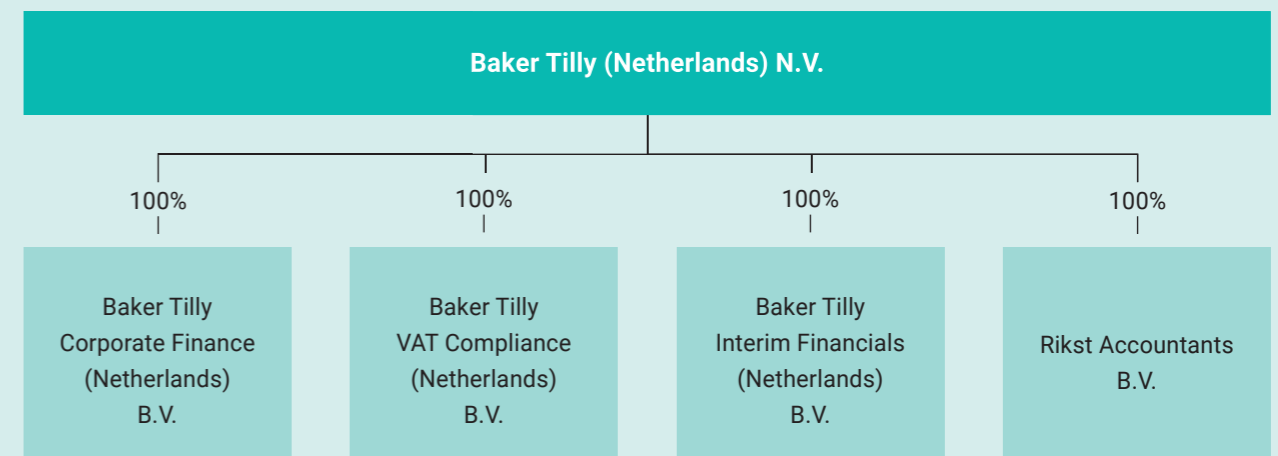 Baker Tilly (Netherlands) N.V.
100%
100%
100%
100%
Baker Tilly
Corporate Finance
(Netherlands)
B.V.
Baker Tilly
VAT Compliance
(Netherlands)
B.V.
Baker Tilly
Interim Financials
(Netherlands)
B.V.
Rikst Accountants
B.V.